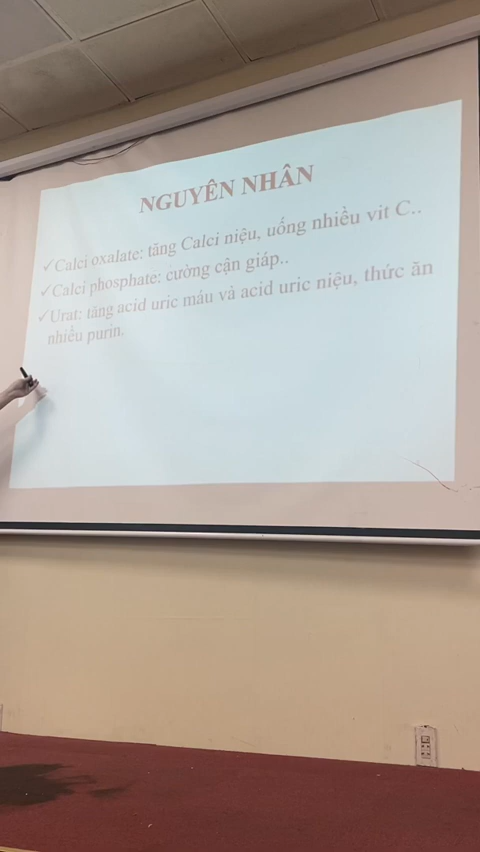 NGUYÊN NHÂN
✓Calci oxalate: tăng Calci niệu, uống nhiều vit C..
✓Calci phosphate: cường cận giáp..
✓Urat: tăng acid uric máu và acid uric niệu, thức ăn
nhiều purin.